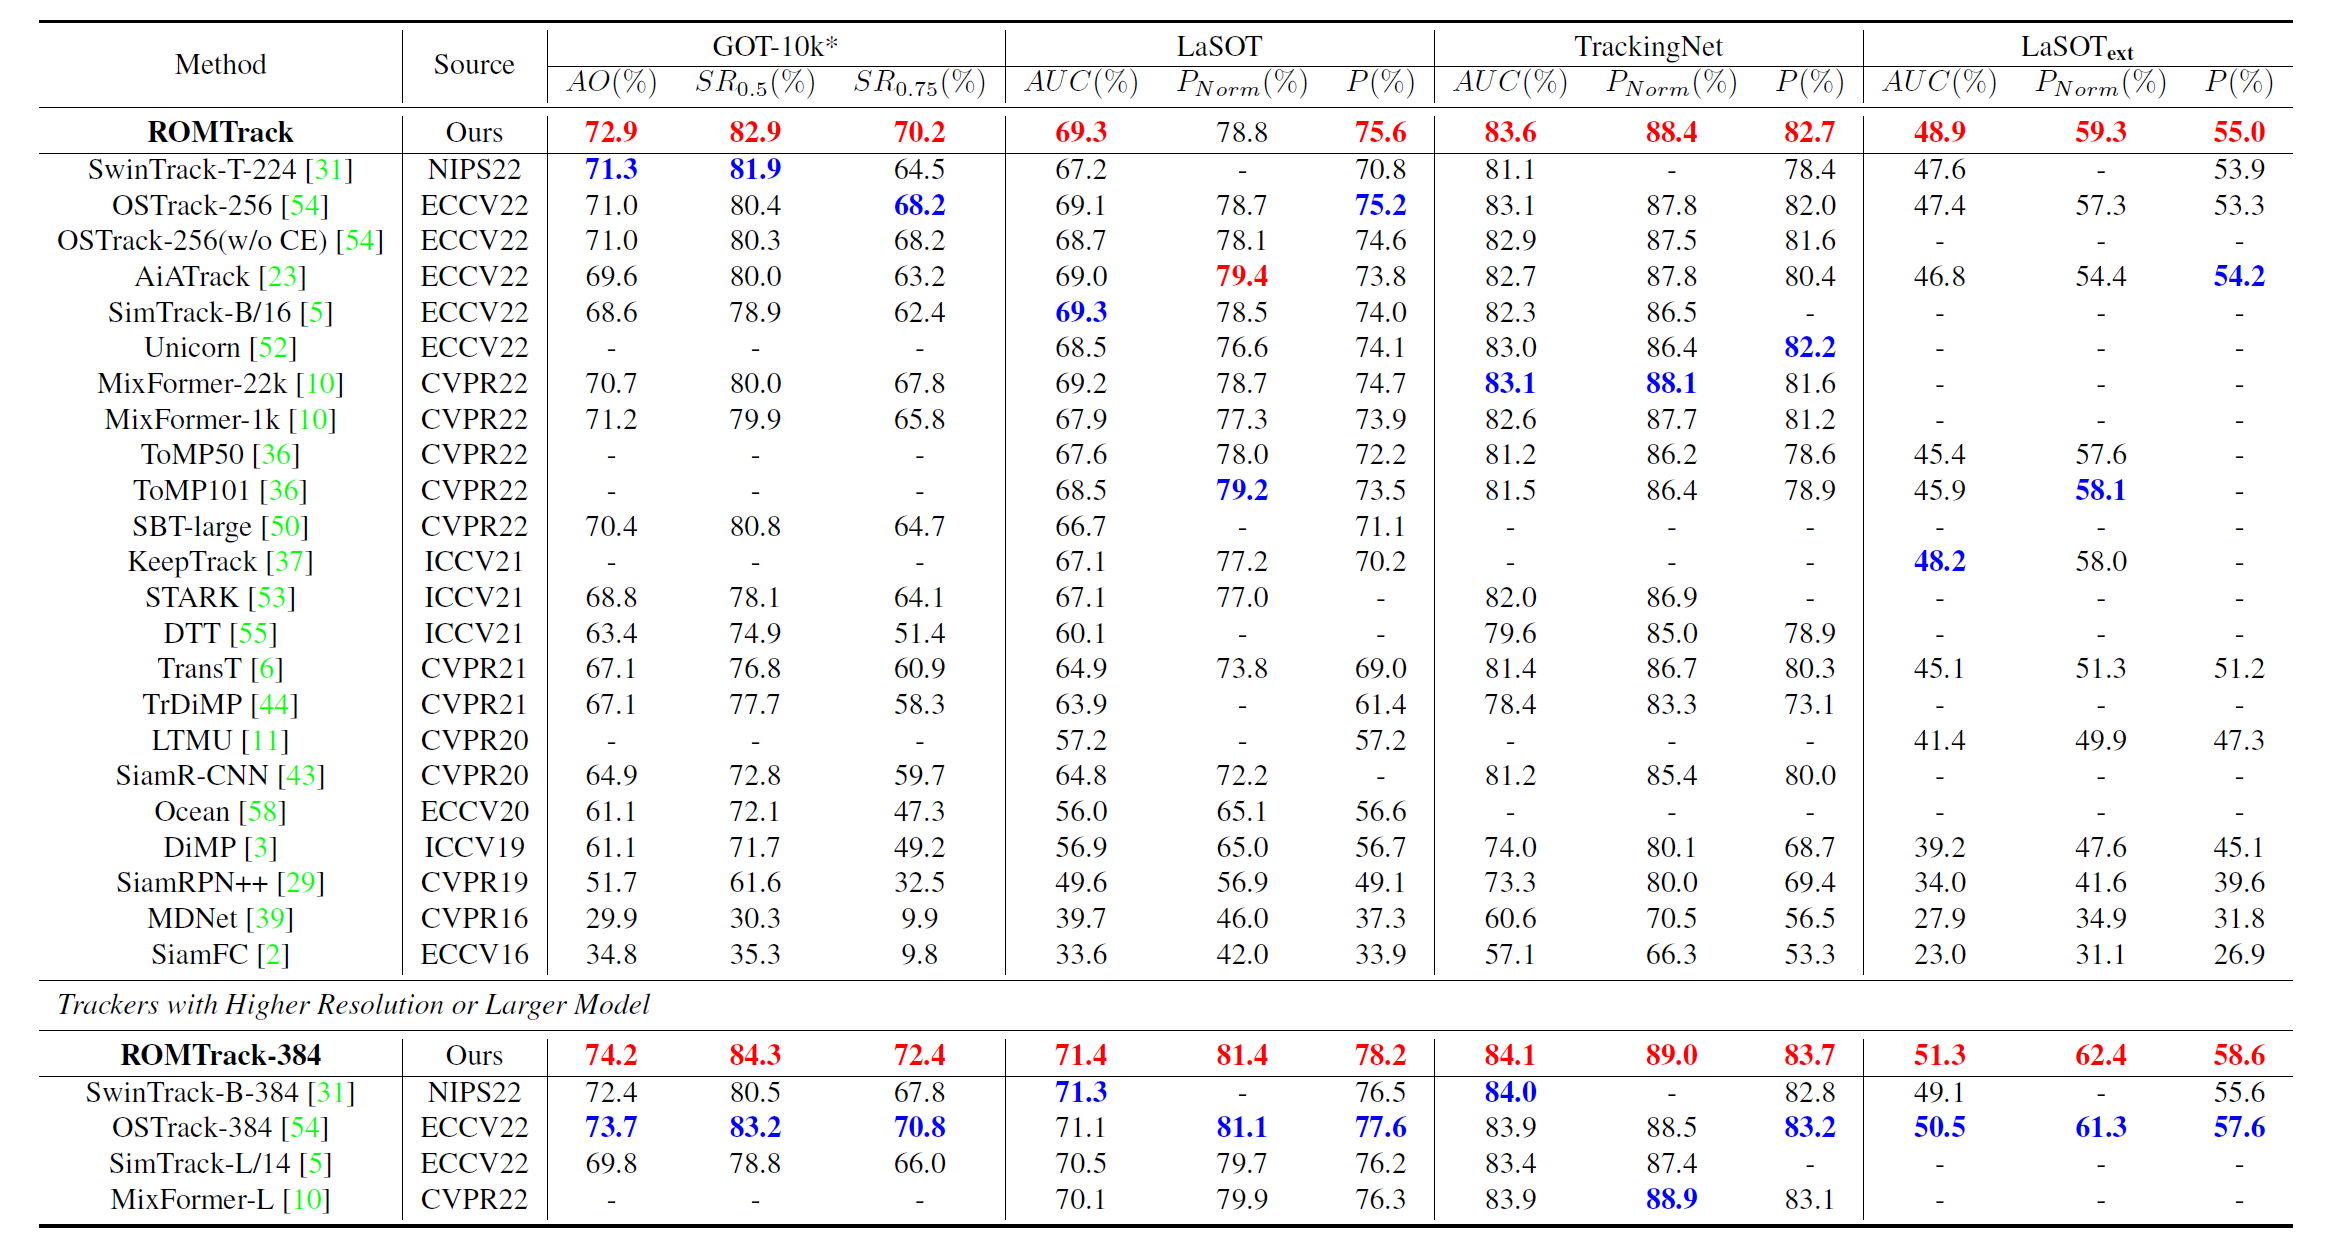 Method Source GOT-10k* LaSOT TrackingNet LaSOText
AO(%) SR0.5(%) SR0.75(%) AUC(%) PNorm(%) P(%) AUC(%) PNorm(%) P(%) AUC(%) PNorm(%) P(%)
ROMTrack Ours 72.9 82.9 70.2 69.3 78.8 75.6 83.6 88.4 82.7 48.9 59.3 55.0
SwinTrack-T-224 [31] NIPS22 71.3 81.9 64.5 67.2 - 70.8 81.1 - 78.4 47.6 - 53.9
OSTrack-256 [54] ECCV22 71.0 80.4 68.2 69.1 78.7 75.2 83.1 87.8 82.0 47.4 57.3 53.3
OSTrack-256(w/o CE) [54] ECCV22 71.0 80.3 68.2 68.7 78.1 74.6 82.9 87.5 81.6 - - -
AiATrack [23] ECCV22 69.6 80.0 63.2 69.0 79.4 73.8 82.7 87.8 80.4 46.8 54.4 54.2
SimTrack-B/16 [5] ECCV22 68.6 78.9 62.4 69.3 78.5 74.0 82.3 86.5 - - - -
Unicorn [52] ECCV22 - - - 68.5 76.6 74.1 83.0 86.4 82.2 - - -
MixFormer-22k [10] CVPR22 70.7 80.0 67.8 69.2 78.7 74.7 83.1 88.1 81.6 - - -
MixFormer-1k [10] CVPR22 71.2 79.9 65.8 67.9 77.3 73.9 82.6 87.7 81.2 - - -
ToMP50 [36] CVPR22 - - - 67.6 78.0 72.2 81.2 86.2 78.6 45.4 57.6 -
ToMP101 [36] CVPR22 - - - 68.5 79.2 73.5 81.5 86.4 78.9 45.9 58.1 -
SBT-large [50] CVPR22 70.4 80.8 64.7 66.7 - 71.1 - - - - - -
KeepTrack [37] ICCV21 - - - 67.1 77.2 70.2 - - - 48.2 58.0 -
STARK [53] ICCV21 68.8 78.1 64.1 67.1 77.0 - 82.0 86.9 - - - -
DTT [55] ICCV21 63.4 74.9 51.4 60.1 - - 79.6 85.0 78.9 - - -
TransT [6] CVPR21 67.1 76.8 60.9 64.9 73.8 69.0 81.4 86.7 80.3 45.1 51.3 51.2
TrDiMP [44] CVPR21 67.1 77.7 58.3 63.9 - 61.4 78.4 83.3 73.1 - - -
LTMU [11] CVPR20 - - - 57.2 - 57.2 - - - 41.4 49.9 47.3
SiamR-CNN [43] CVPR20 64.9 72.8 59.7 64.8 72.2 - 81.2 85.4 80.0 - - -
Ocean [58] ECCV20 61.1 72.1 47.3 56.0 65.1 56.6 - - - - - -
DiMP [3] ICCV19 61.1 71.7 49.2 56.9 65.0 56.7 74.0 80.1 68.7 39.2 47.6 45.1
SiamRPN++ [29] CVPR19 51.7 61.6 32.5 49.6 56.9 49.1 73.3 80.0 69.4 34.0 41.6 39.6
MDNet [39] CVPR16 29.9 30.3 9.9 39.7 46.0 37.3 60.6 70.5 56.5 27.9 34.9 31.8
SiamFC [2] ECCV16 34.8 35.3 9.8 33.6 42.0 33.9 57.1 66.3 53.3 23.0 31.1 26.9
Trackers with Higher Resolution or Larger Model
ROMTrack-384 Ours 74.2 84.3 72.4 71.4 81.4 78.2 84.1 89.0 83.7 51.3 62.4 58.6
SwinTrack-B-384 [31] NIPS22 72.4 80.5 67.8 71.3 - 76.5 84.0 - 82.8 49.1 - 55.6
OSTrack-384 [54] ECCV22 73.7 83.2 70.8 71.1 81.1 77.6 83.9 88.5 83.2 50.5 61.3 57.6
SimTrack-L/14 [5] ECCV22 69.8 78.8 66.0 70.5 79.7 76.2 83.4 87.4 - - - -
MixFormer-L [10] CVPR22 - - - 70.1 79.9 76.3 83.9 88.9 83.1 - - -